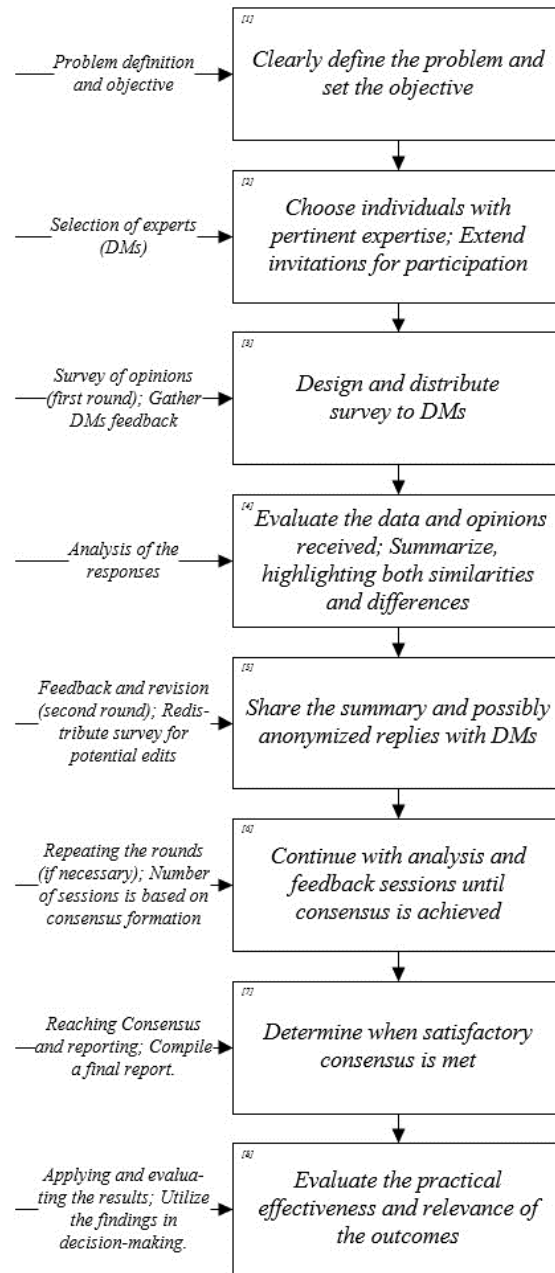 [1]
Problem definition
and objective
Clearly define the problem and
set the objective
[2]
Selection of experts
(DMs)
Choose individuals with
pertinent expertise; Extend
invitations for participation
[3]
Survey of opinions
(first round); Gather
DMs feedback
Design and distribute
survey to DMs
[4]
Analysis of the
responses
Evaluate the data and opinions
received; Summarize,
highlighting both similarities
and differences
[5]
Feedback and revision
(second round); Redis-
tribute survey for
potential edits
Share the summary and possibly
anonymized replies with DMs
[6]
Repeating the rounds
(if necessary); Number
of sessions is based on
consensus formation
Continue with analysis and
feedback sessions until
consensus is achieved
[7]
Reaching Consensus
and reporting; Compile
a final report.
Determine when satisfactory
consensus is met
[8]
Applying and evalua-
ting the results; Utilize
the findings in
decision-making.
Evaluate the practical
effectiveness and relevance of
the outcomes